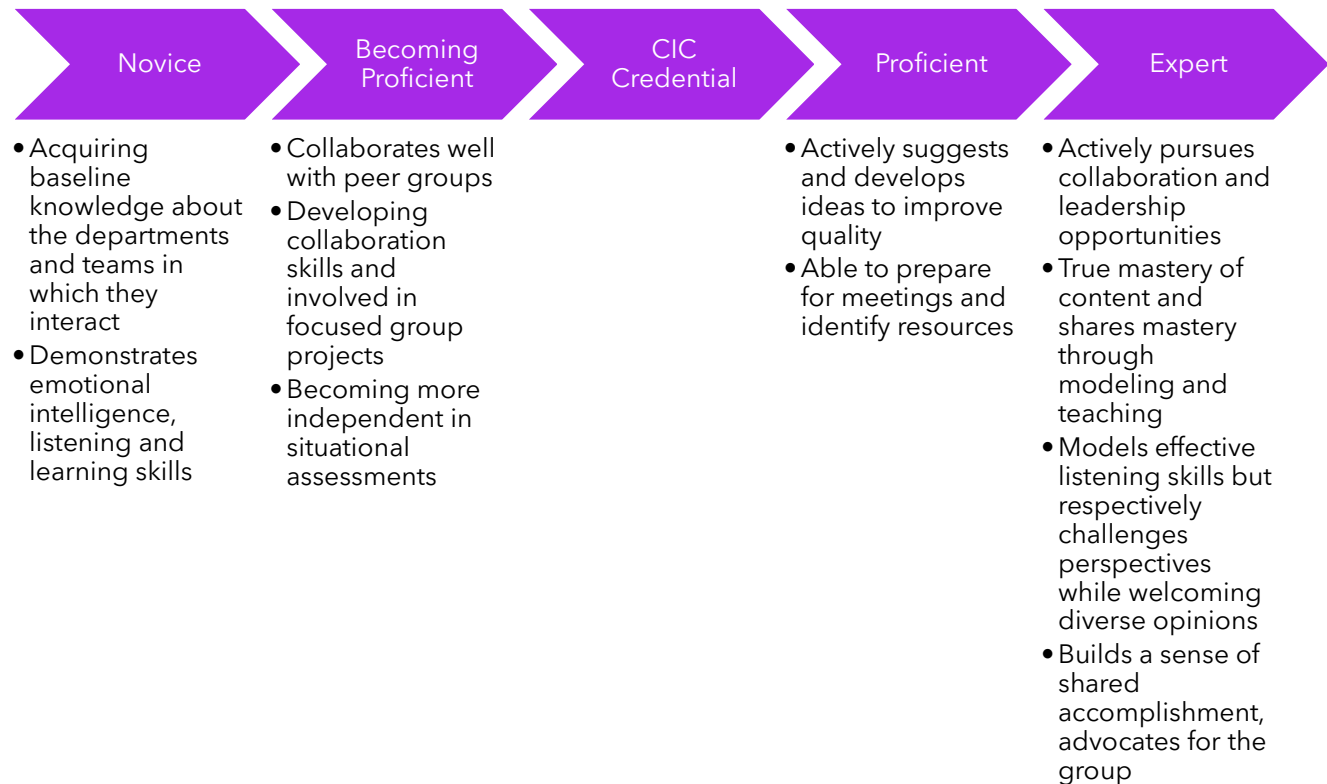 Novice
Becoming
Proficient
CIC
Credential
Proficient
Expert
•Acquiring
baseline
knowledge about
the departments
and teams in
which they
interact
•Demonstrates
emotional
intelligence,
listening and
learning skills
•Collaborates well
with peer groups
•Developing
collaboration
skills and
involved in
focused group
projects
•Becoming more
independent in
situational
assessments
•Actively suggests
and develops
ideas to improve
quality
•Able to prepare
for meetings and
identify resources
•Actively pursues
collaboration and
leadership
opportunities
•True mastery of
content and
shares mastery
through
modeling and
teaching
•Models effective
listening skills but
respectively
challenges
perspectives
while welcoming
diverse opinions
•Builds a sense of
shared
accomplishment,
advocates for the
group